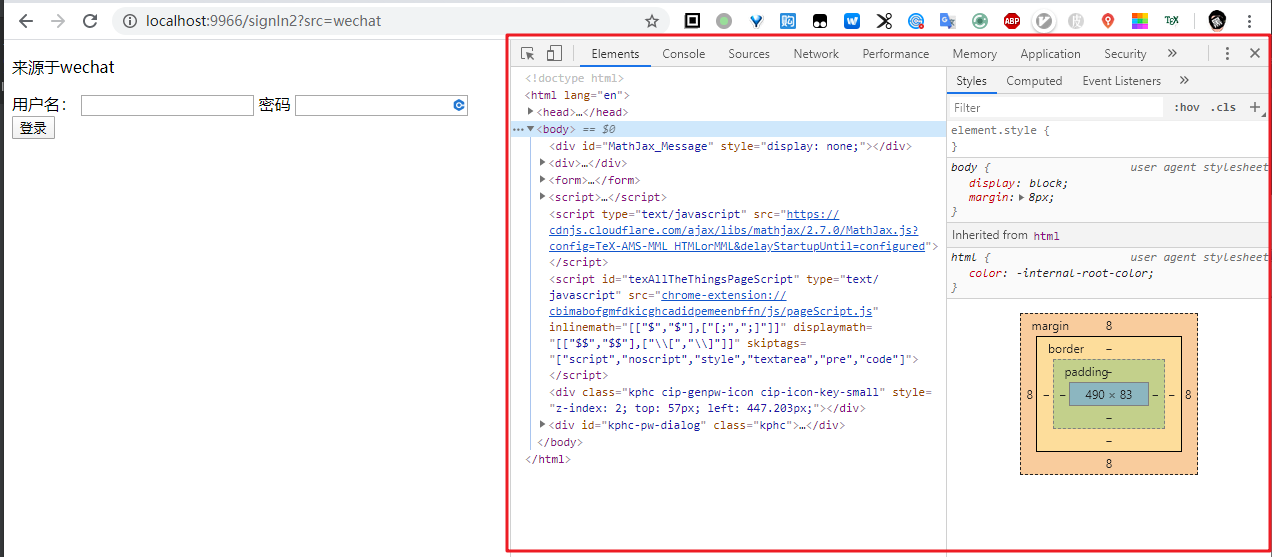 localhost:9966/signIn2?src=wechat
ABP
TEX
来源于wechat
用户名： 密码
登录
Elements Console Sources Network Performance Memory Application Security »
<!doctype html>
<html lang="en">
<head>…</head>
<body> == $0
<div id="MathJax_Message" style="display: none;"></div>
<div>…</div>
<form>…</form>
<script>…</script>
<script type="text/javascript" src="https://
cdnjs.cloudflare.com/ajax/libs/mathjax/2.7.0/MathJax.js?
config=TeX-AMS-MML_HTMLorMML&delayStartupUntil=configured">
</script>
<script id="texAllTheThingsPageScript" type="text/
javascript" src="chrome-extension://
cbimabofgmfdkicghcadidpemeenbffn/js/pageScript.js"
inlinemath="[["$","$"],["[;",";]"]]" displaymath=
"[["$$","$$"],["\\[","\\]"]]" skiptags=
"["script","noscript","style","textarea","pre","code"]">
</script>
<div class="kphc cip-genpw-icon cip-icon-key-small" style=
"z-index: 2; top: 57px; left: 447.203px;"></div>
<div id="kphc-pw-dialog" class="kphc">…</div>
</body>
</html>
Styles Computed Event Listeners »
Filter :hov .cls +
element.style {
}
body { user agent stylesheet
display: block;
margin: 8px;
}
Inherited from html
html { user agent stylesheet
color: -internal-root-color;
}
margin 8
border –
padding –
8 – – 490 × 83 – – 8
–
–
8